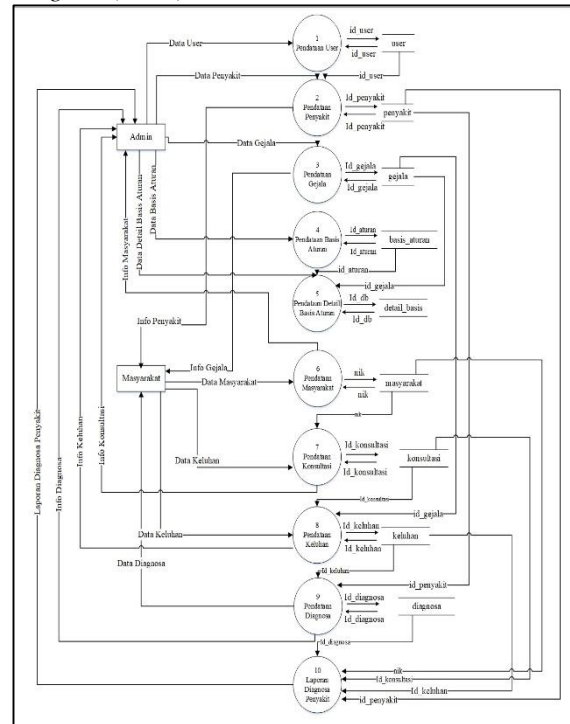 1
Pendataan User
id_user
id_user
user
Data User
Data Penyakit
id_user
2
Pendataan
Penyakit
Id_penyakit
Id_penyakit
penyakit
Admin
Data Gejala
3
Pendataan
Gejala
Id_gejala
Id_gejala
gejala
Data Detail Basis Aturan
Data Basis Aturan
Info Masyarakat
4
Pendataan Basis
Aturan
Id_aturan
Id_aturan
basis_aturan
id_aturan
id_gejala
5
Pendataan Detail
Basis Aturan
Id_db
Id_db
detail_basis
Info Penyakit
Info Gejala
Masyarakat
Data Masyarakat
6
Pendataan
Masyarakat
nik
nik
masyarakat
nik
Laporan Diagnosa Penyakit
Info Diagnosa
Info Keluhan
Info Konsultasi
Data Keluhan
7
Pendataan
Konsultasi
Id_konsultasi
Id_konsultasi
konsultasi
Id_konsultasi
id_gejala
Data Keluhan
8
Pendataan
Keluhan
Id_keluhan
Id_keluhan
keluhan
Id_keluhan
Data Diagnosa
id_penyakit
9
Pendataan
Diagnosa
Id_diagnosa
Id_diagnosa
diagnosa
Id_diagnosa
10
Laporan
Diagnosa
Penyakit
nik
Id_konsultasi
Id_keluhan
id_penyakit